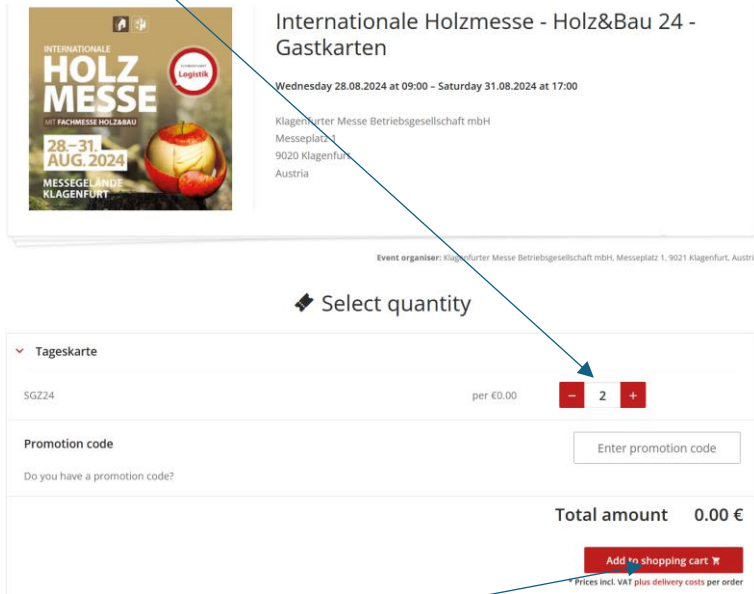 INTERNATIONALE
HOLZ
MESSE
Logistik
MIT FACHMESSE HOLZ&BAU
28.–31.
AUG. 2024
MESSEGELÄNDE
KLAGENFURT
Internationale Holzmesse - Holz&Bau 24 -
Gastkarten
Wednesday 28.08.2024 at 09:00 – Saturday 31.08.2024 at 17:00
Klagenfurter Messe Betriebsgesellschaft mbH
Messeplatz 1
9020 Klagenfurt
Austria
Event organiser: Klagenfurter Messe Betriebsgesellschaft mbH, Messeplatz 1, 9021 Klagenfurt, Austri
Select quantity
Tageskarte
SGZ24 per €0.00 − 2 +
Promotion code
Enter promotion code
Do you have a promotion code?
Total amount 0.00 €
Add to shopping cart
* Prices incl. VAT plus delivery costs per order